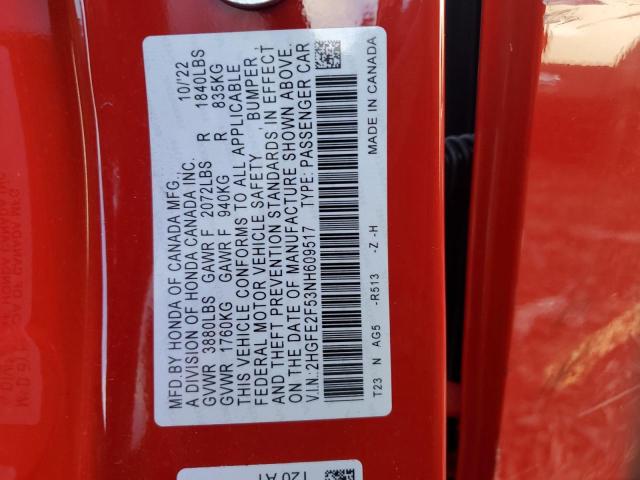 MFD.BY HONDA OF CANADA MFG., 10/22
A DIVISION OF HONDA CANADA INC.
GVWR 3880LBS GAWR F 2072LBS R 1840LBS
GVWR 1760KG GAWR F 940KG R 835KG
THIS VEHICLE CONFORMS TO ALL APPLICABLE
FEDERAL MOTOR VEHICLE SAFETY, BUMPER,
AND THEFT PREVENTION STANDARDS, IN EFFECT
ON THE DATE OF MANUFACTURE SHOWN ABOVE.
V.I.N.: 2HGFE2F53NH609517 TYPE: PASSENGER CAR
T23 N AG5 -R513 -Z -H MADE IN CANADA